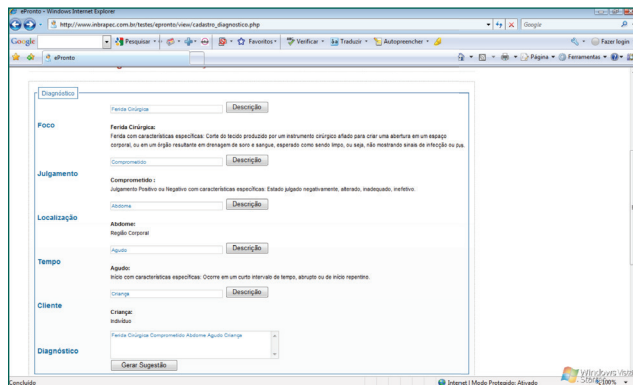 ePronto - Windows Internet Explorer
http://www.intrapec.com.br/testes/epronto/view/cadastro_diagnostico.php
Google
Google Pesquisar Favoritos Verificar Traduzir Autopreencher Fazer login
ePronto Página Ferramentas
Diagnóstico
Ferida Cirúrgica Descrição
Foco
Ferida Cirúrgica:
Ferida com características específicas: Corte do tecido produzido por um instrumento cirúrgico afiado para criar uma abertura em um espaço
corporal, ou em um órgão resultante em drenagem de soro e sangue, esperado como sendo limpo, ou seja, não mostrando sinais de infecção ou pus.
Comprometido Descrição
Julgamento
Comprometido :
Julgamento Positivo ou Negativo com características específicas: Estado julgado negativamente, alterado, inadequado, inefetivo.
Abdome Descrição
Localização
Abdome:
Região Corporal
Agudo Descrição
Tempo
Agudo:
Início com características específicas: Ocorre em um curto intervalo de tempo, abrupto ou de início repentino.
Criança Descrição
Cliente
Criança:
Indivíduo
Ferida Cirúrgica Comprometido Abdome Agudo Criança
Diagnóstico
Gerar Sugestão
Concluído Internet | Modo Protegido: Ativado 100%
Windows Vista